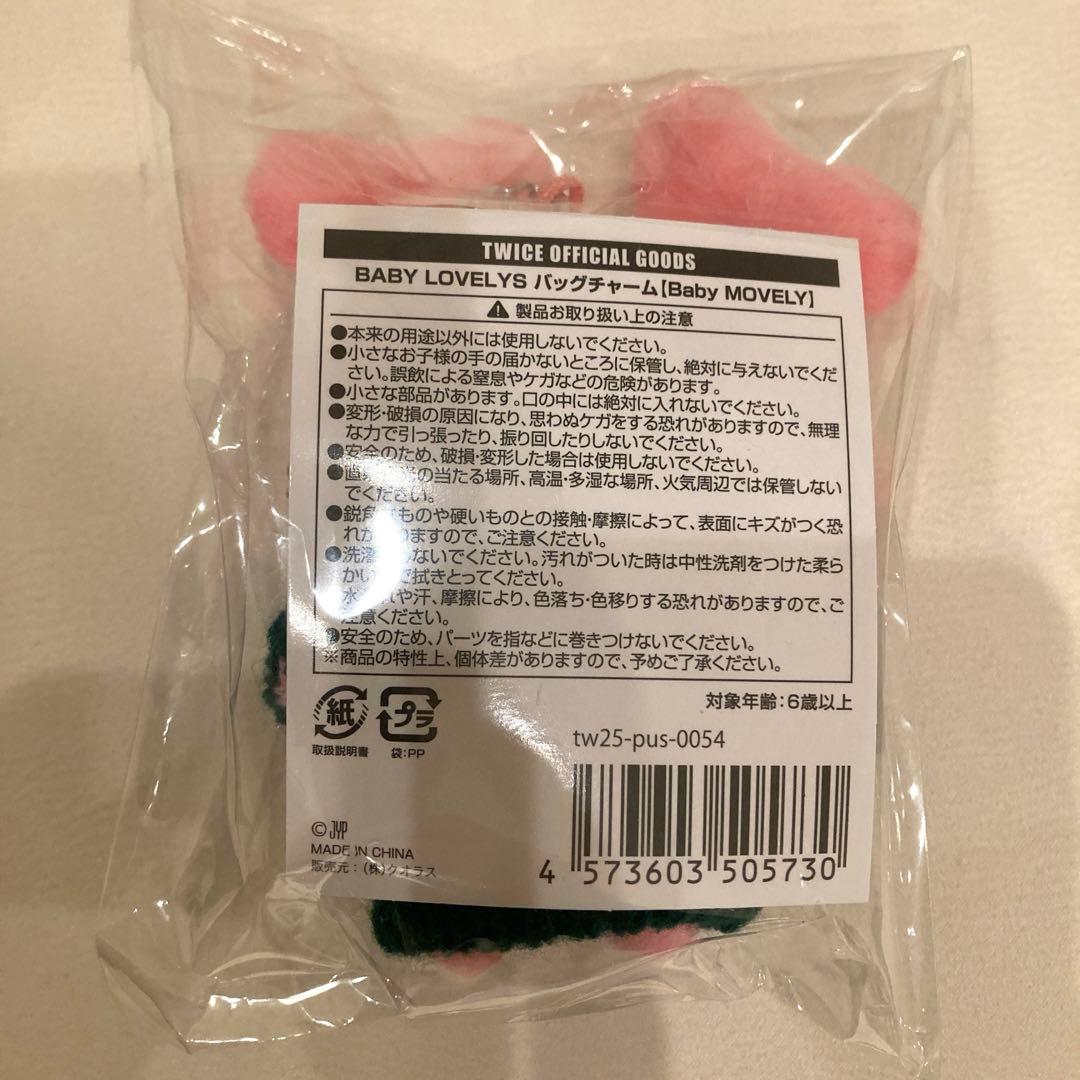 TWICE OFFICIAL GOODS
BABY LOVELYS バッグチャーム【Baby MOVELY】
⚠ 製品お取り扱い上の注意
●本来の用途以外には使用しないでください。
●小さなお子様の手の届かないところに保管し、絶対に与えないでくだ
さい。誤飲による窒息やケガなどの危険があります。
●小さな部品があります。口の中には絶対に入れないでください。
●変形・破損の原因になり、思わぬケガをする恐れがありますので、無理
な力で引っ張ったり、振り回したりしないでください。
●安全のため、破損・変形した場合は使用しないでください。
●直 の当たる場所、高温・多湿な場所、火気周辺では保管しない
でください。
●鋭角 ものや硬いものとの接触・摩擦によって、表面にキズがつく恐
れが りますので、ご注意ください。
●洗濯 ないでください。汚れがついた時は中性洗剤をつけた柔ら
かい で拭きとってください。
水 や汗、摩擦により、色落ち・色移りする恐れがありますので、ご
注意ください。
●安全のため、パーツを指などに巻きつけないでください。
※商品の特性上、個体差がありますので、予めご了承ください。
対象年齢:6歳以上
紙
プラ
取扱説明書
袋:PP
tw25-pus-0054
© JYP
MADE IN CHINA
販売元:(株)クオラス
4 573603 505730